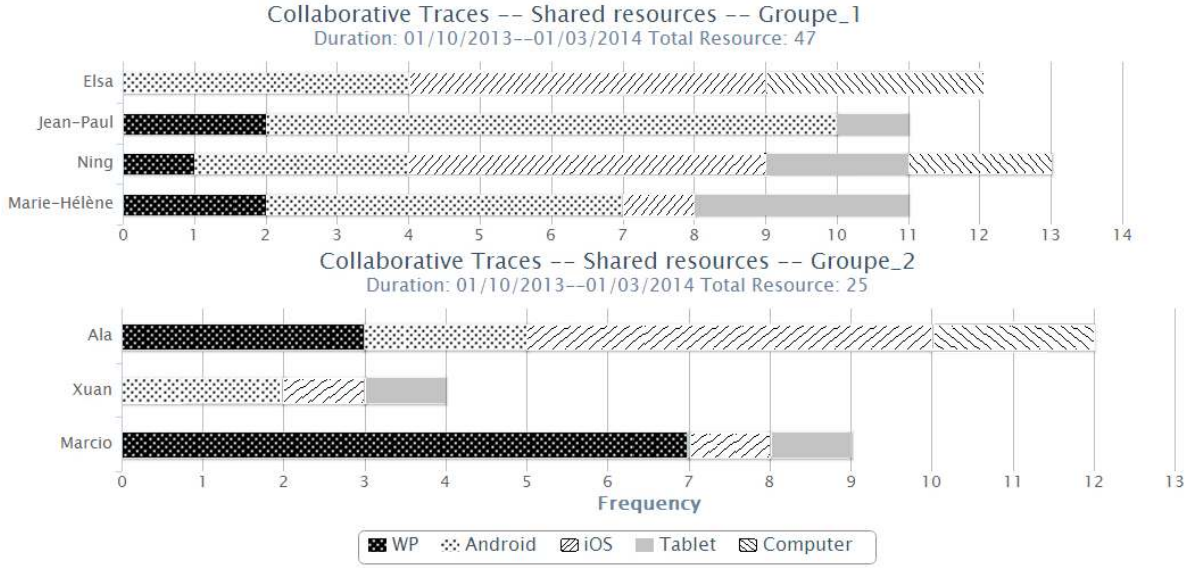 Collaborative Traces -- Shared resources -- Groupe_1
Duration: 01/10/2013--01/03/2014 Total Resource: 47
Elsa
Jean-Paul
Ning
Marie-Hélène
0 1 2 3 4 5 6 7 8 9 10 11 12 13 14
Collaborative Traces -- Shared resources -- Groupe_2
Duration: 01/10/2013--01/03/2014 Total Resource: 25
Ala
Xuan
Marcio
0 1 2 3 4 5 6 7 8 9 10 11 12 13
Frequency
WP Android iOS Tablet Computer